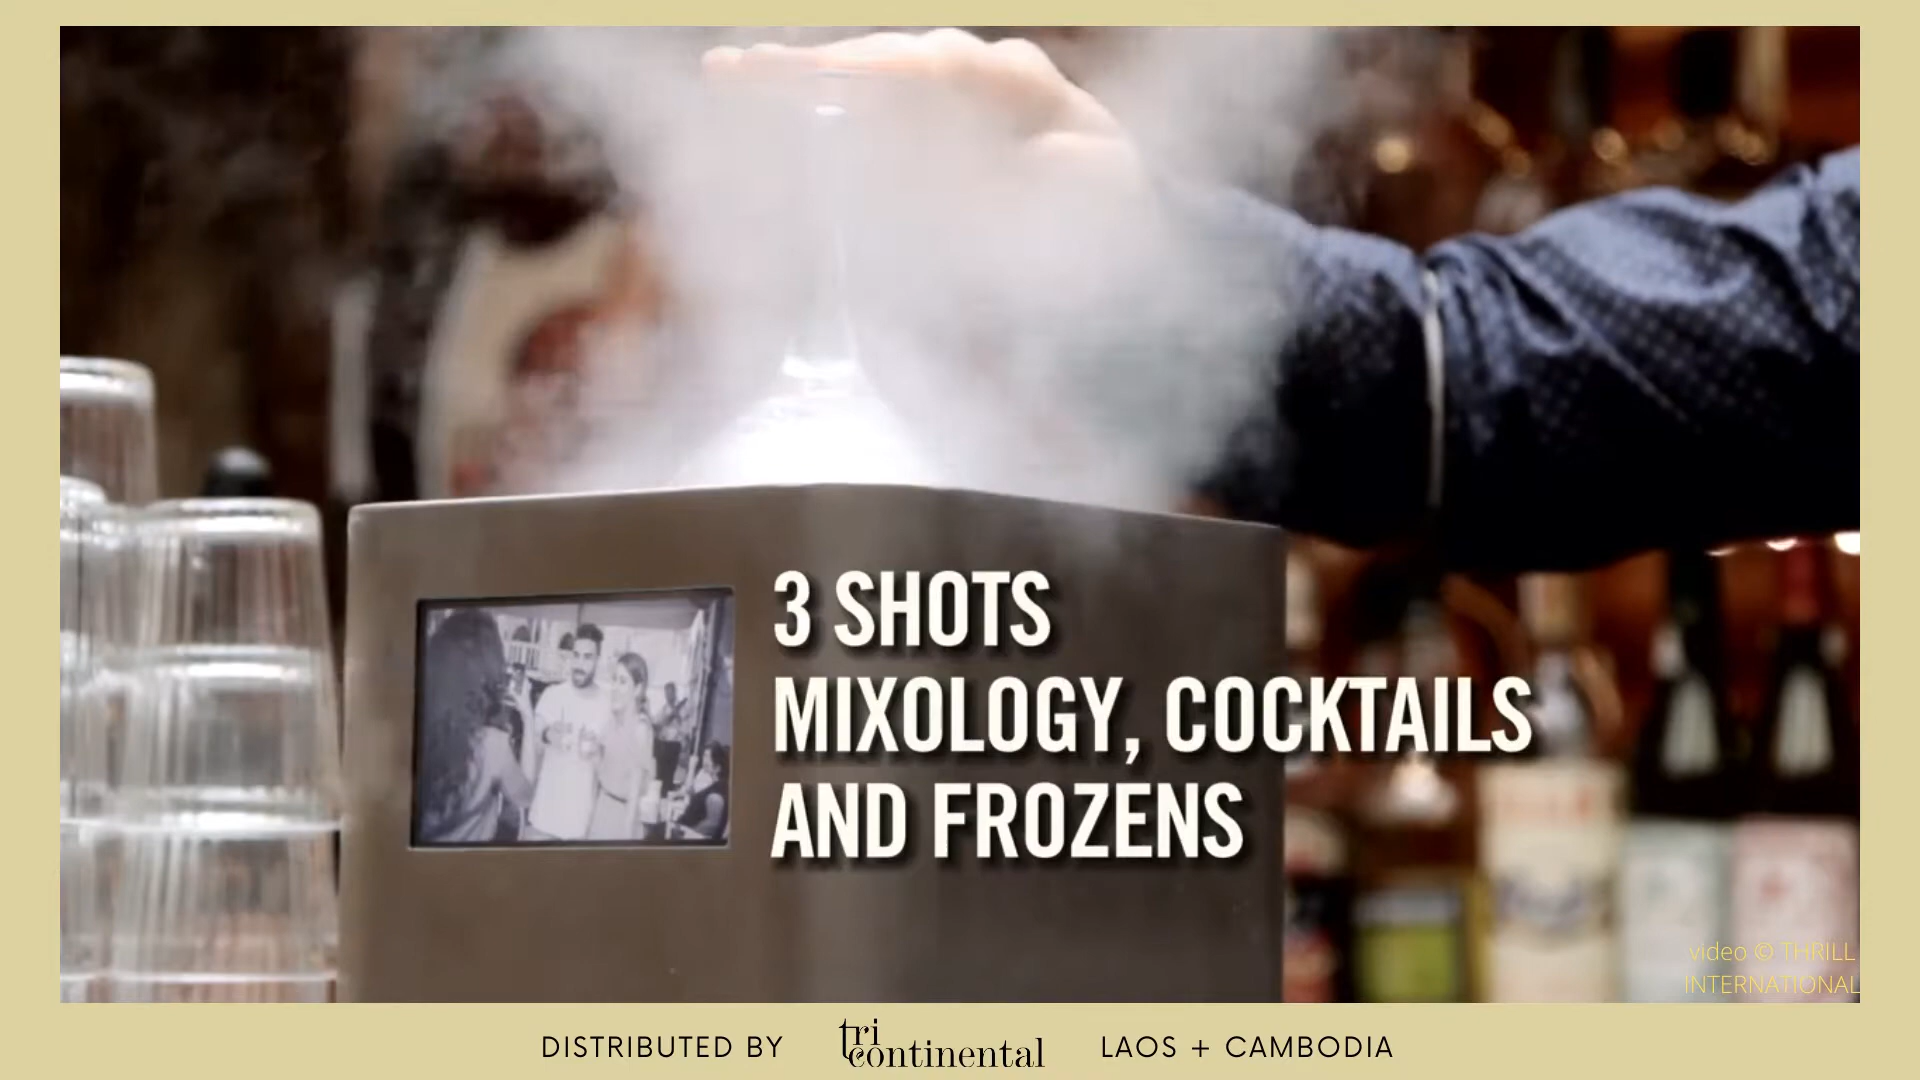 3 SHOTS
MIXOLOGY, COCKTAILS
AND FROZENS
video © THRILL
INTERNATIONAL
DISTRIBUTED BY tri continental LAOS + CAMBODIA